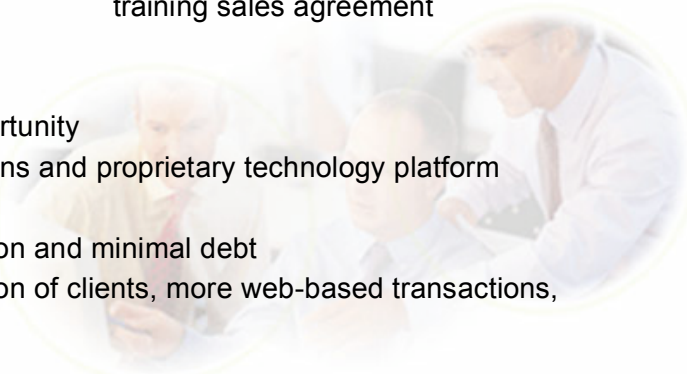 training sales agreement
rtunity
ns and proprietary technology platform
on and minimal debt
on of clients, more web-based transactions,